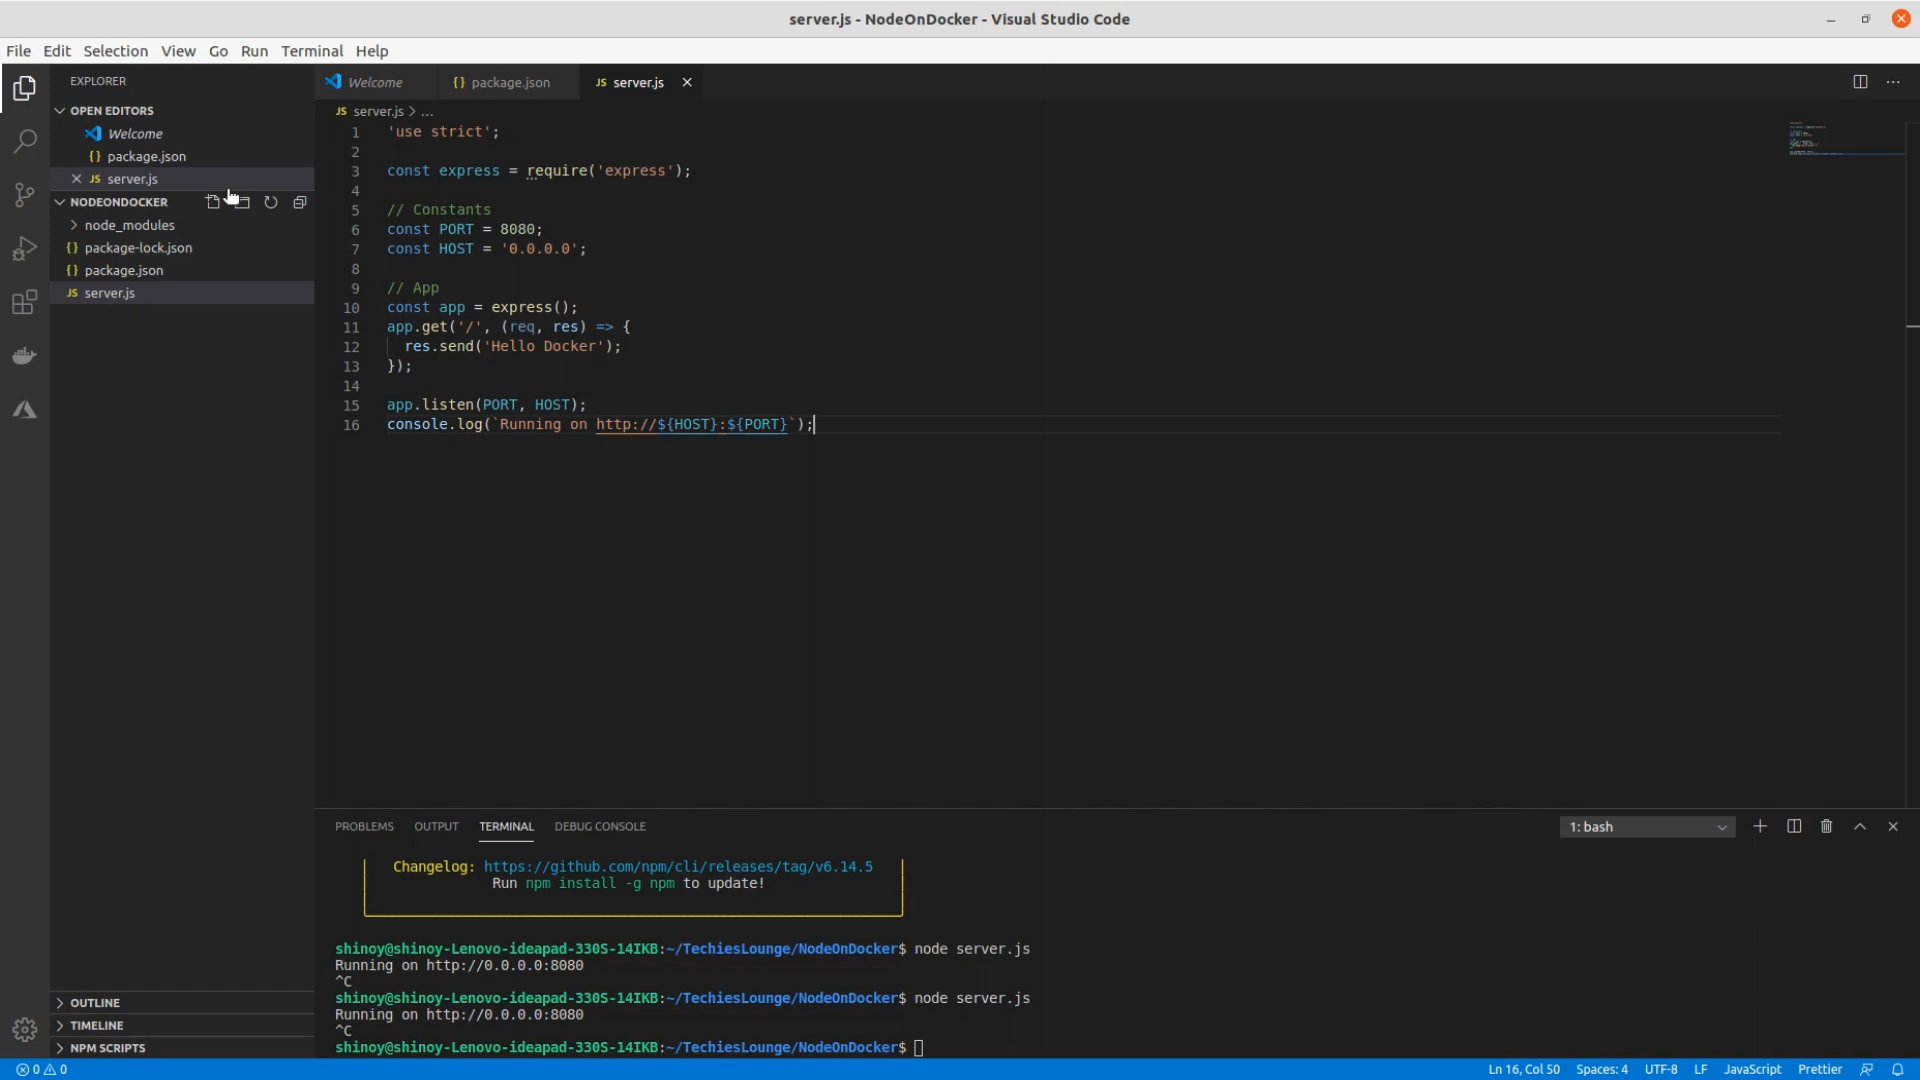 server.js - NodeOnDocker - Visual Studio Code
File Edit Selection View Go Run Terminal Help
EXPLORER
OPEN EDITORS
Welcome
package.json
server.js
NODEONDOCKER
node_modules
package-lock.json
package.json
server.js
OUTLINE
TIMELINE
NPM SCRIPTS
Welcome package.json server.js
JS server.js > ...
1 'use strict';
2
3 const express = require('express');
4
5 // Constants
6 const PORT = 8080;
7 const HOST = '0.0.0.0';
8
9 // App
10 const app = express();
11 app.get('/', (req, res) => {
12   res.send('Hello Docker');
13 });
14
15 app.listen(PORT, HOST);
16 console.log(`Running on http://${HOST}:${PORT}`);
PROBLEMS OUTPUT TERMINAL DEBUG CONSOLE 1: bash
Changelog: https://github.com/npm/cli/releases/tag/v6.14.5
Run npm install -g npm to update!
shinoy@shinoy-Lenovo-ideapad-330S-14IKB:~/TechiesLounge/NodeOnDocker$ node server.js
Running on http://0.0.0.0:8080
^C
shinoy@shinoy-Lenovo-ideapad-330S-14IKB:~/TechiesLounge/NodeOnDocker$ node server.js
Running on http://0.0.0.0:8080
^C
shinoy@shinoy-Lenovo-ideapad-330S-14IKB:~/TechiesLounge/NodeOnDocker$
0 0 Ln 16, Col 50 Spaces: 4 UTF-8 LF JavaScript Prettier